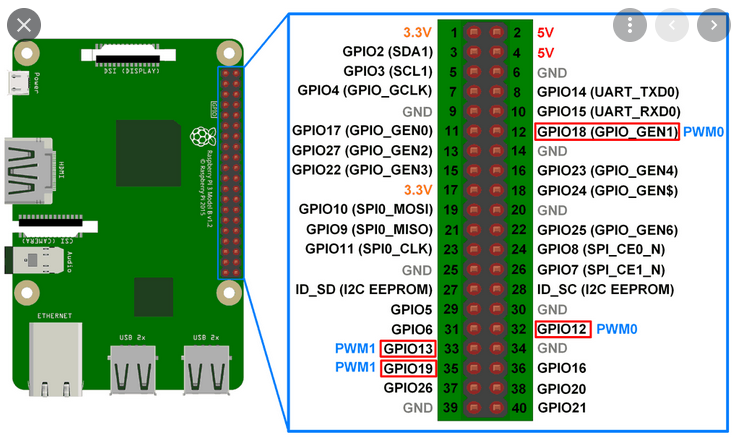 DSI (DISPLAY)
Power
HDMI
CSI (CAMERA)
Audio
ETHERNET
USB 2x
USB 2x
GPIO
Raspberry Pi 3 Model B v1.2
© Raspberry Pi 2015
3.3V 1 2 5V
GPIO2 (SDA1) 3 4 5V
GPIO3 (SCL1) 5 6 GND
GPIO4 (GPIO_GCLK) 7 8 GPIO14 (UART_TXD0)
GND 9 10 GPIO15 (UART_RXD0)
GPIO17 (GPIO_GEN0) 11 12 GPIO18 (GPIO_GEN1) PWM0
GPIO27 (GPIO_GEN2) 13 14 GND
GPIO22 (GPIO_GEN3) 15 16 GPIO23 (GPIO_GEN4)
3.3V 17 18 GPIO24 (GPIO_GEN$)
GPIO10 (SPI0_MOSI) 19 20 GND
GPIO9 (SPI0_MISO) 21 22 GPIO25 (GPIO_GEN6)
GPIO11 (SPI0_CLK) 23 24 GPIO8 (SPI_CE0_N)
GND 25 26 GPIO7 (SPI_CE1_N)
ID_SD (I2C EEPROM) 27 28 ID_SC (I2C EEPROM)
GPIO5 29 30 GND
GPIO6 31 32 GPIO12 PWM0
PWM1 GPIO13 33 34 GND
PWM1 GPIO19 35 36 GPIO16
GPIO26 37 38 GPIO20
GND 39 40 GPIO21